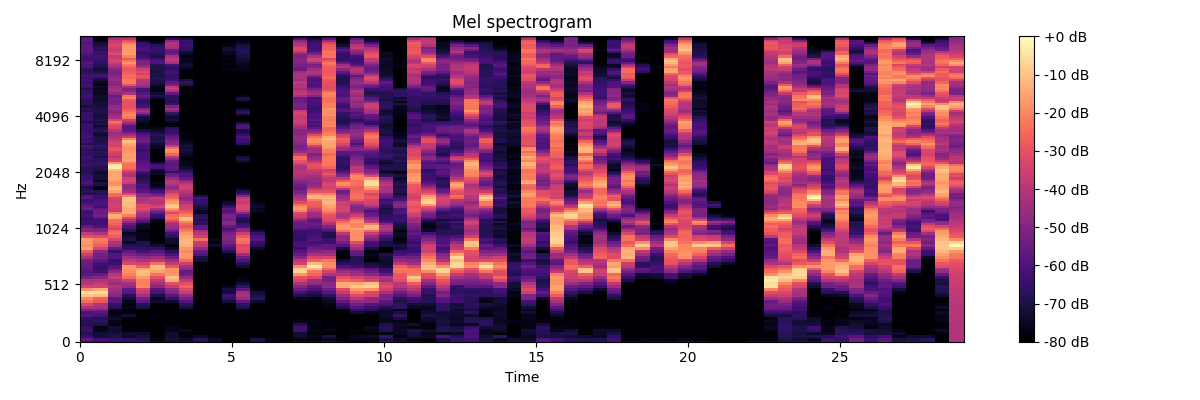 Mel spectrogram
8192
4096
2048
1024
512
0
Hz
0 5 10 15 20 25
Time
+0 dB
-10 dB
-20 dB
-30 dB
-40 dB
-50 dB
-60 dB
-70 dB
-80 dB